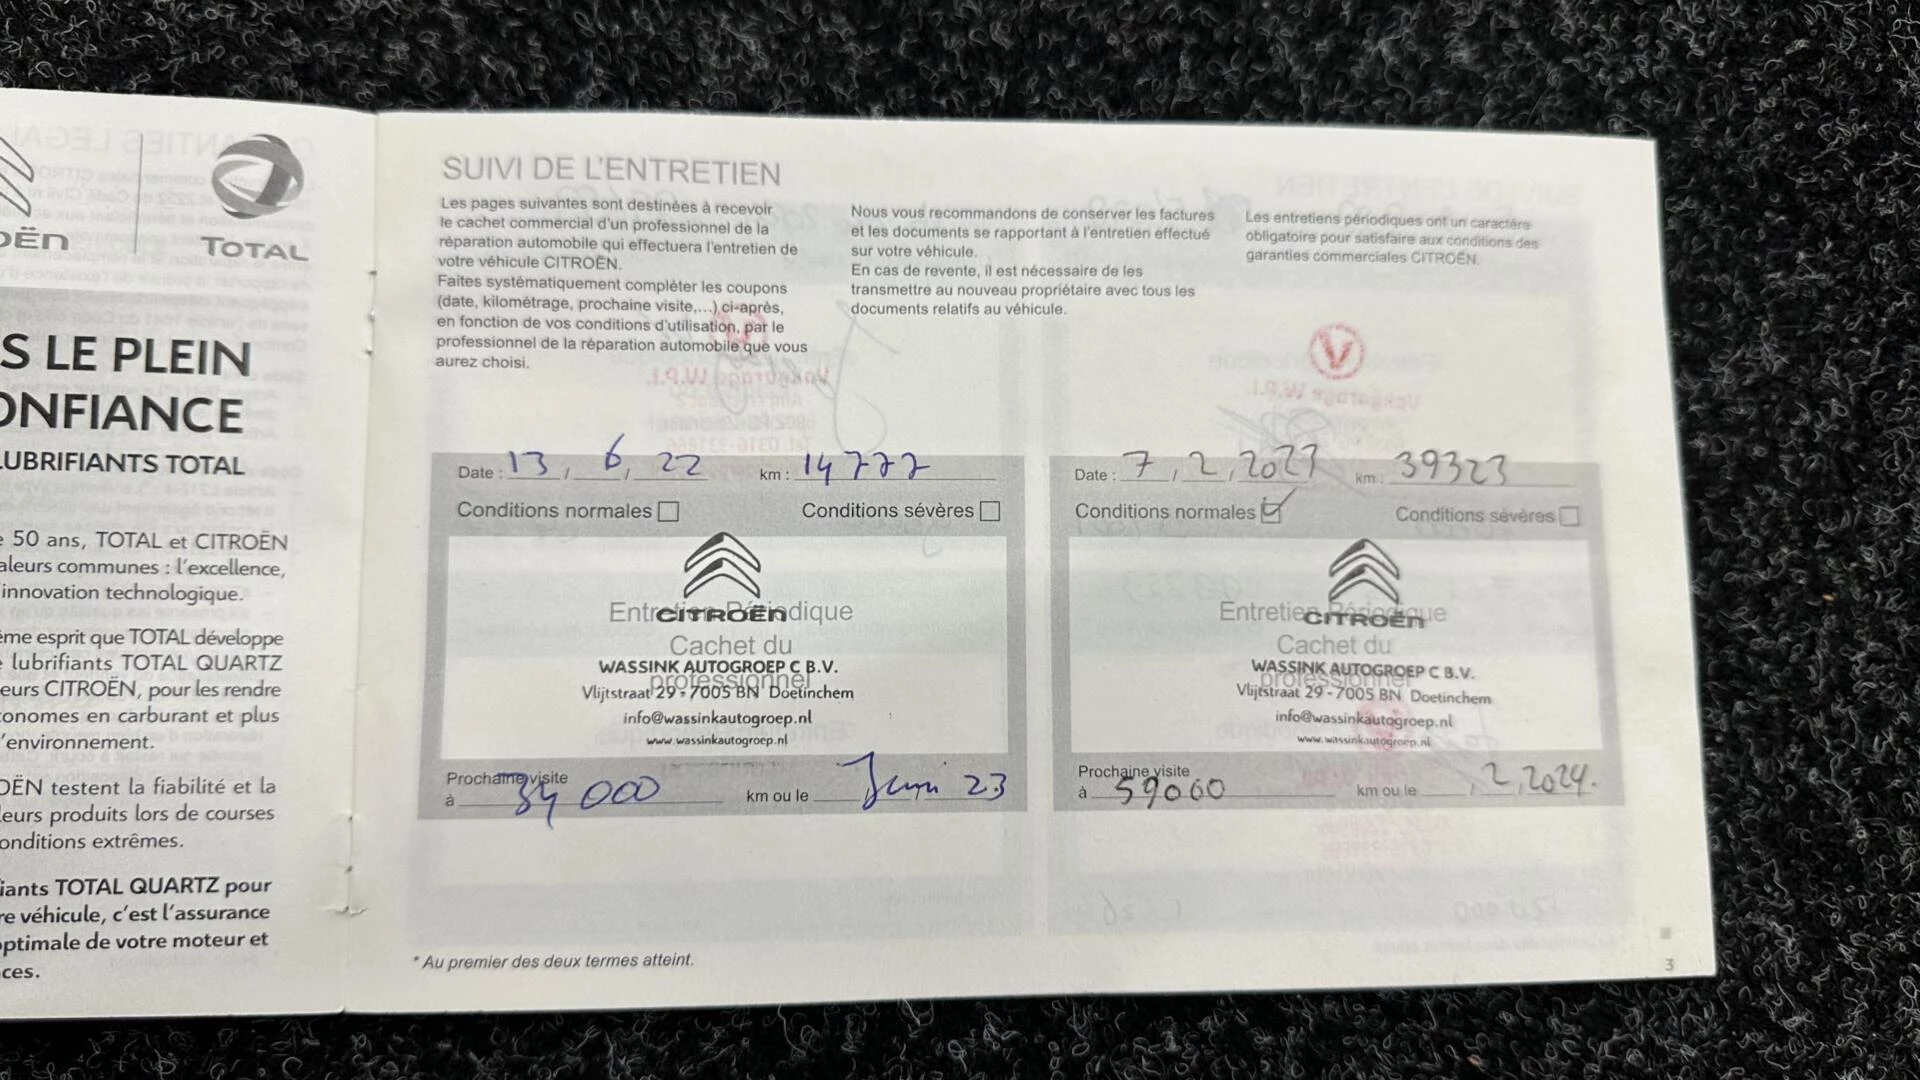 OËN
TOTAL
S LE PLEIN
ONFIANCE
LUBRIFIANTS TOTAL
e 50 ans, TOTAL et CITROËN
aleurs communes : l'excellence,
innovation technologique.
ême esprit que TOTAL développe
e lubrifiants TOTAL QUARTZ
eurs CITROËN, pour les rendre
conomes en carburant et plus
l'environnement.
OËN testent la fiabilité et la
leurs produits lors de courses
onditions extrêmes.
fiants TOTAL QUARTZ pour
re véhicule, c'est l'assurance
optimale de votre moteur et
ces.
SUIVI DE L'ENTRETIEN
Les pages suivantes sont destinées à recevoir
le cachet commercial d'un professionnel de la
réparation automobile qui effectuera l'entretien de
votre véhicule CITROËN.
Faites systématiquement compléter les coupons
(date, kilométrage, prochaine visite,...) ci-après,
en fonction de vos conditions d'utilisation, par le
professionnel de la réparation automobile que vous
aurez choisi.
Nous vous recommandons de conserver les factures
et les documents se rapportant à l'entretien effectué
sur votre véhicule.
En cas de revente, il est nécessaire de les
transmettre au nouveau propriétaire avec tous les
documents relatifs au véhicule.
Les entretiens périodiques ont un caractère
obligatoire pour satisfaire aux conditions des
garanties commerciales CITROËN.
Date : 13 / 6 / 22 km : 14777
Conditions normales Conditions sévères
Entretien Périodique
CITROËN
Cachet du
WASSINK AUTOGROEP C B.V.
professionnel
Vlijtstraat 29 - 7005 BN Doetinchem
info@wassinkautogroep.nl
www.wassinkautogroep.nl
Prochaine visite
à 34 000 km ou le Juni 23
Date : 7 / 2 / km : 39323
Conditions normales Conditions sévères
Entretien Périodique
CITROËN
Cachet du
WASSINK AUTOGROEP C B.V.
professionnel
Vlijtstraat 29 - 7005 BN Doetinchem
info@wassinkautogroep.nl
www.wassinkautogroep.nl
Prochaine visite
à 59000 km ou le 2, 2024.
* Au premier des deux termes atteint.
3